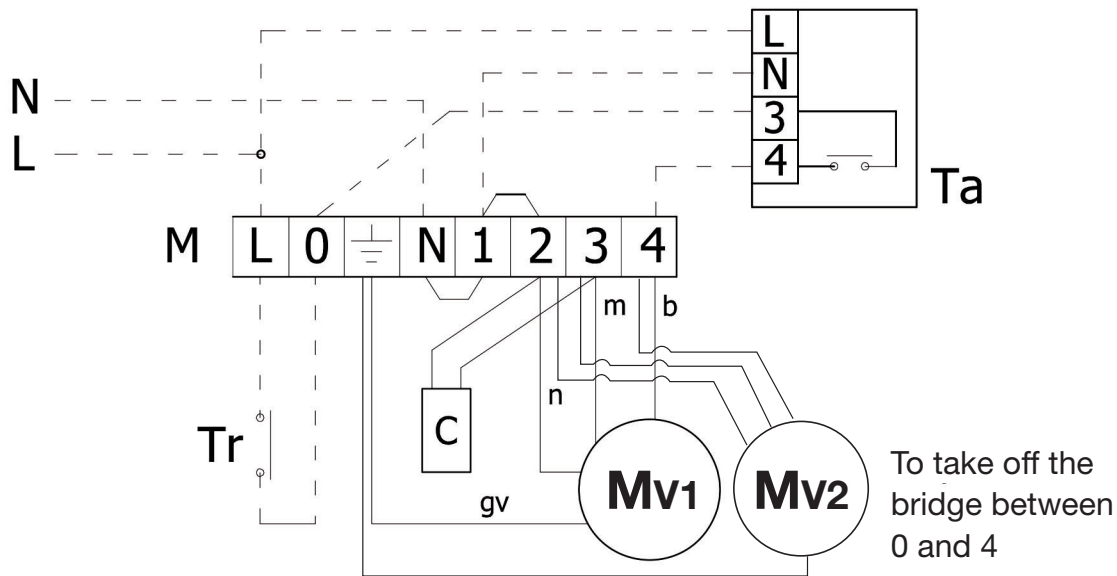 L
N
N
3
L
4
Ta
M L 0 N 1 2 3 4
m b
n
Tr
C
gv
Mv1 Mv2
To take off the
bridge between
0 and 4